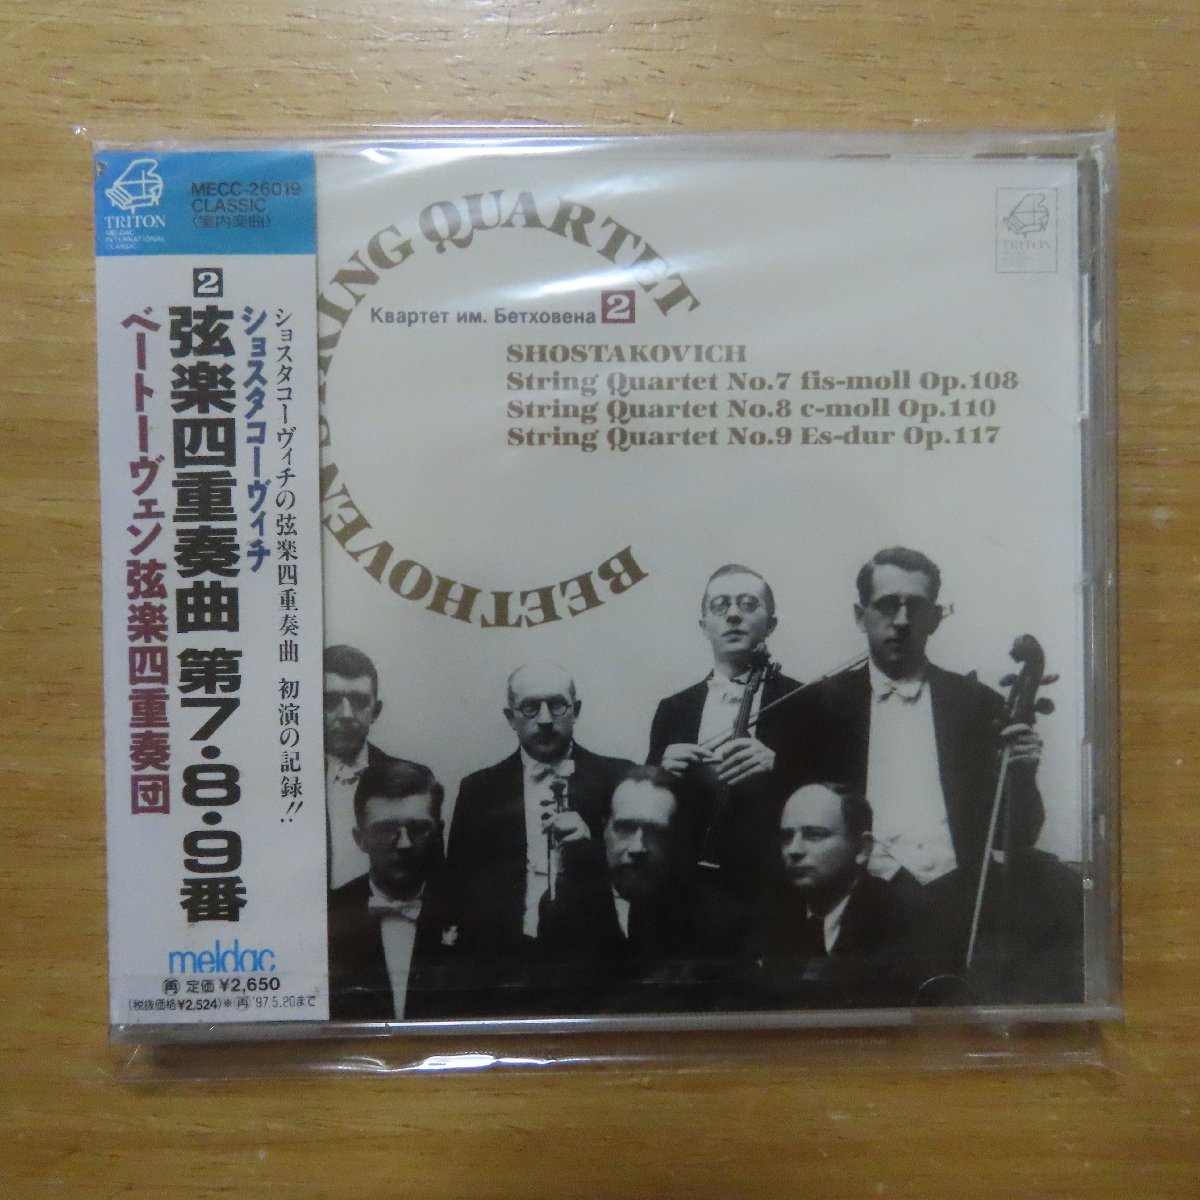 TRITON
MELDAC
INTERNATIONAL
CLASSIC
MECC-26019
CLASSIC
〈室内楽曲〉
2
ショスタコーヴィチの弦楽四重奏曲 初演の記録!!
ショスタコーヴィチ
弦楽四重奏曲 第7・8・9番
ベートーヴェン弦楽四重奏団
meldac
再 定価¥2,650
(税抜価格¥2,524)※再 '97.5.20まで
BEETHOVEN STRING QUARTET
TRITON
Квартет им. Бетховена 2
SHOSTAKOVICH
String Quartet No.7 fis-moll Op.108
String Quartet No.8 c-moll Op.110
String Quartet No.9 Es-dur Op.117